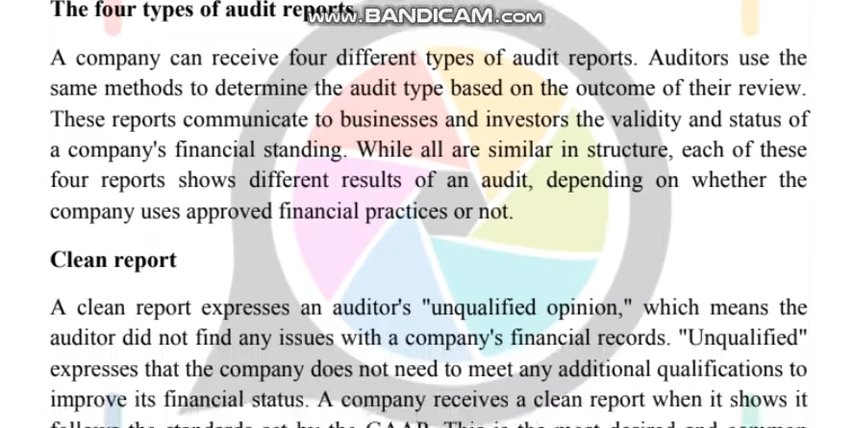 The four types of audit reports
www.BANDICAM.com
A company can receive four different types of audit reports. Auditors use the
same methods to determine the audit type based on the outcome of their review.
These reports communicate to businesses and investors the validity and status of
a company's financial standing. While all are similar in structure, each of these
four reports shows different results of an audit, depending on whether the
company uses approved financial practices or not.
Clean report
A clean report expresses an auditor's "unqualified opinion," which means the
auditor did not find any issues with a company's financial records. "Unqualified"
expresses that the company does not need to meet any additional qualifications to
improve its financial status. A company receives a clean report when it shows it